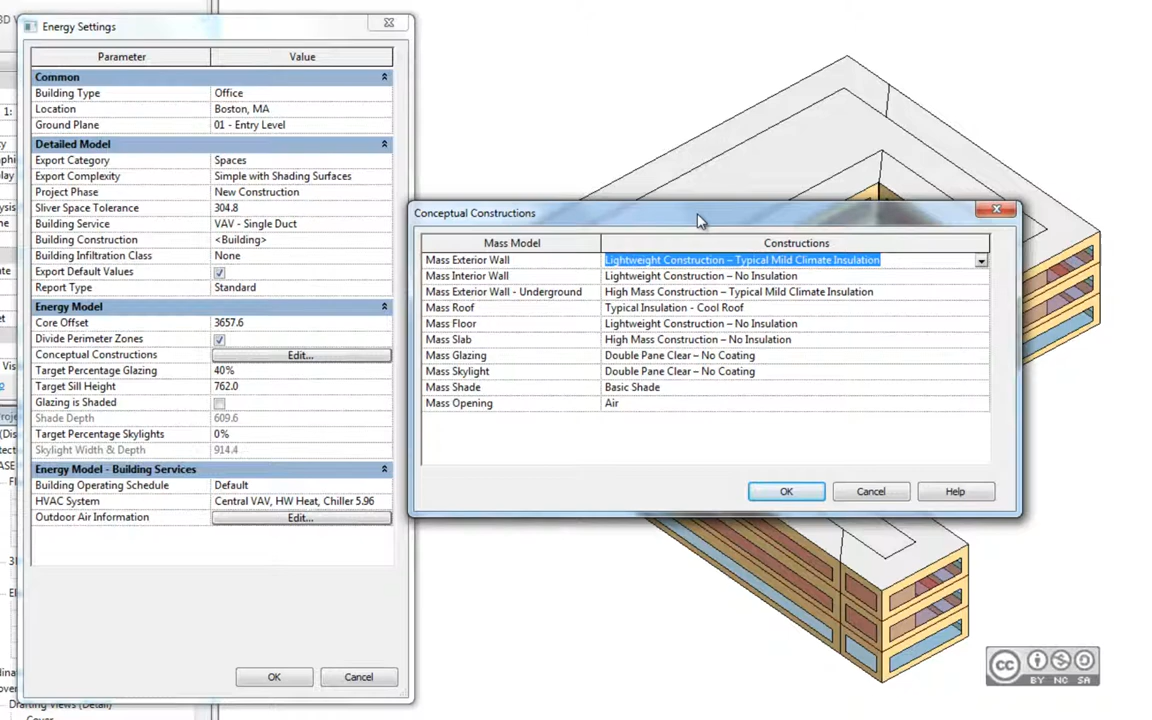 Energy Settings
Parameter Value
Common
Building Type Office
Location Boston, MA
Ground Plane 01 - Entry Level
Detailed Model
Export Category Spaces
Export Complexity Simple with Shading Surfaces
Project Phase New Construction
Sliver Space Tolerance 304.8
Building Service VAV - Single Duct
Building Construction <Building>
Building Infiltration Class None
Export Default Values
Report Type Standard
Energy Model
Core Offset 3657.6
Divide Perimeter Zones
Conceptual Constructions Edit...
Target Percentage Glazing 40%
Target Sill Height 762.0
Glazing is Shaded
Shade Depth 609.6
Target Percentage Skylights 0%
Skylight Width & Depth 914.4
Energy Model - Building Services
Building Operating Schedule Default
HVAC System Central VAV, HW Heat, Chiller 5.96
Outdoor Air Information Edit...
OK Cancel
Conceptual Constructions
Mass Model Constructions
Mass Exterior Wall Lightweight Construction – Typical Mild Climate Insulation
Mass Interior Wall Lightweight Construction – No Insulation
Mass Exterior Wall - Underground High Mass Construction – Typical Mild Climate Insulation
Mass Roof Typical Insulation - Cool Roof
Mass Floor Lightweight Construction – No Insulation
Mass Slab High Mass Construction – No Insulation
Mass Glazing Double Pane Clear – No Coating
Mass Skylight Double Pane Clear – No Coating
Mass Shade Basic Shade
Mass Opening Air
OK Cancel Help
Drafting Views (Detail)
Cover
cc
BY NC SA